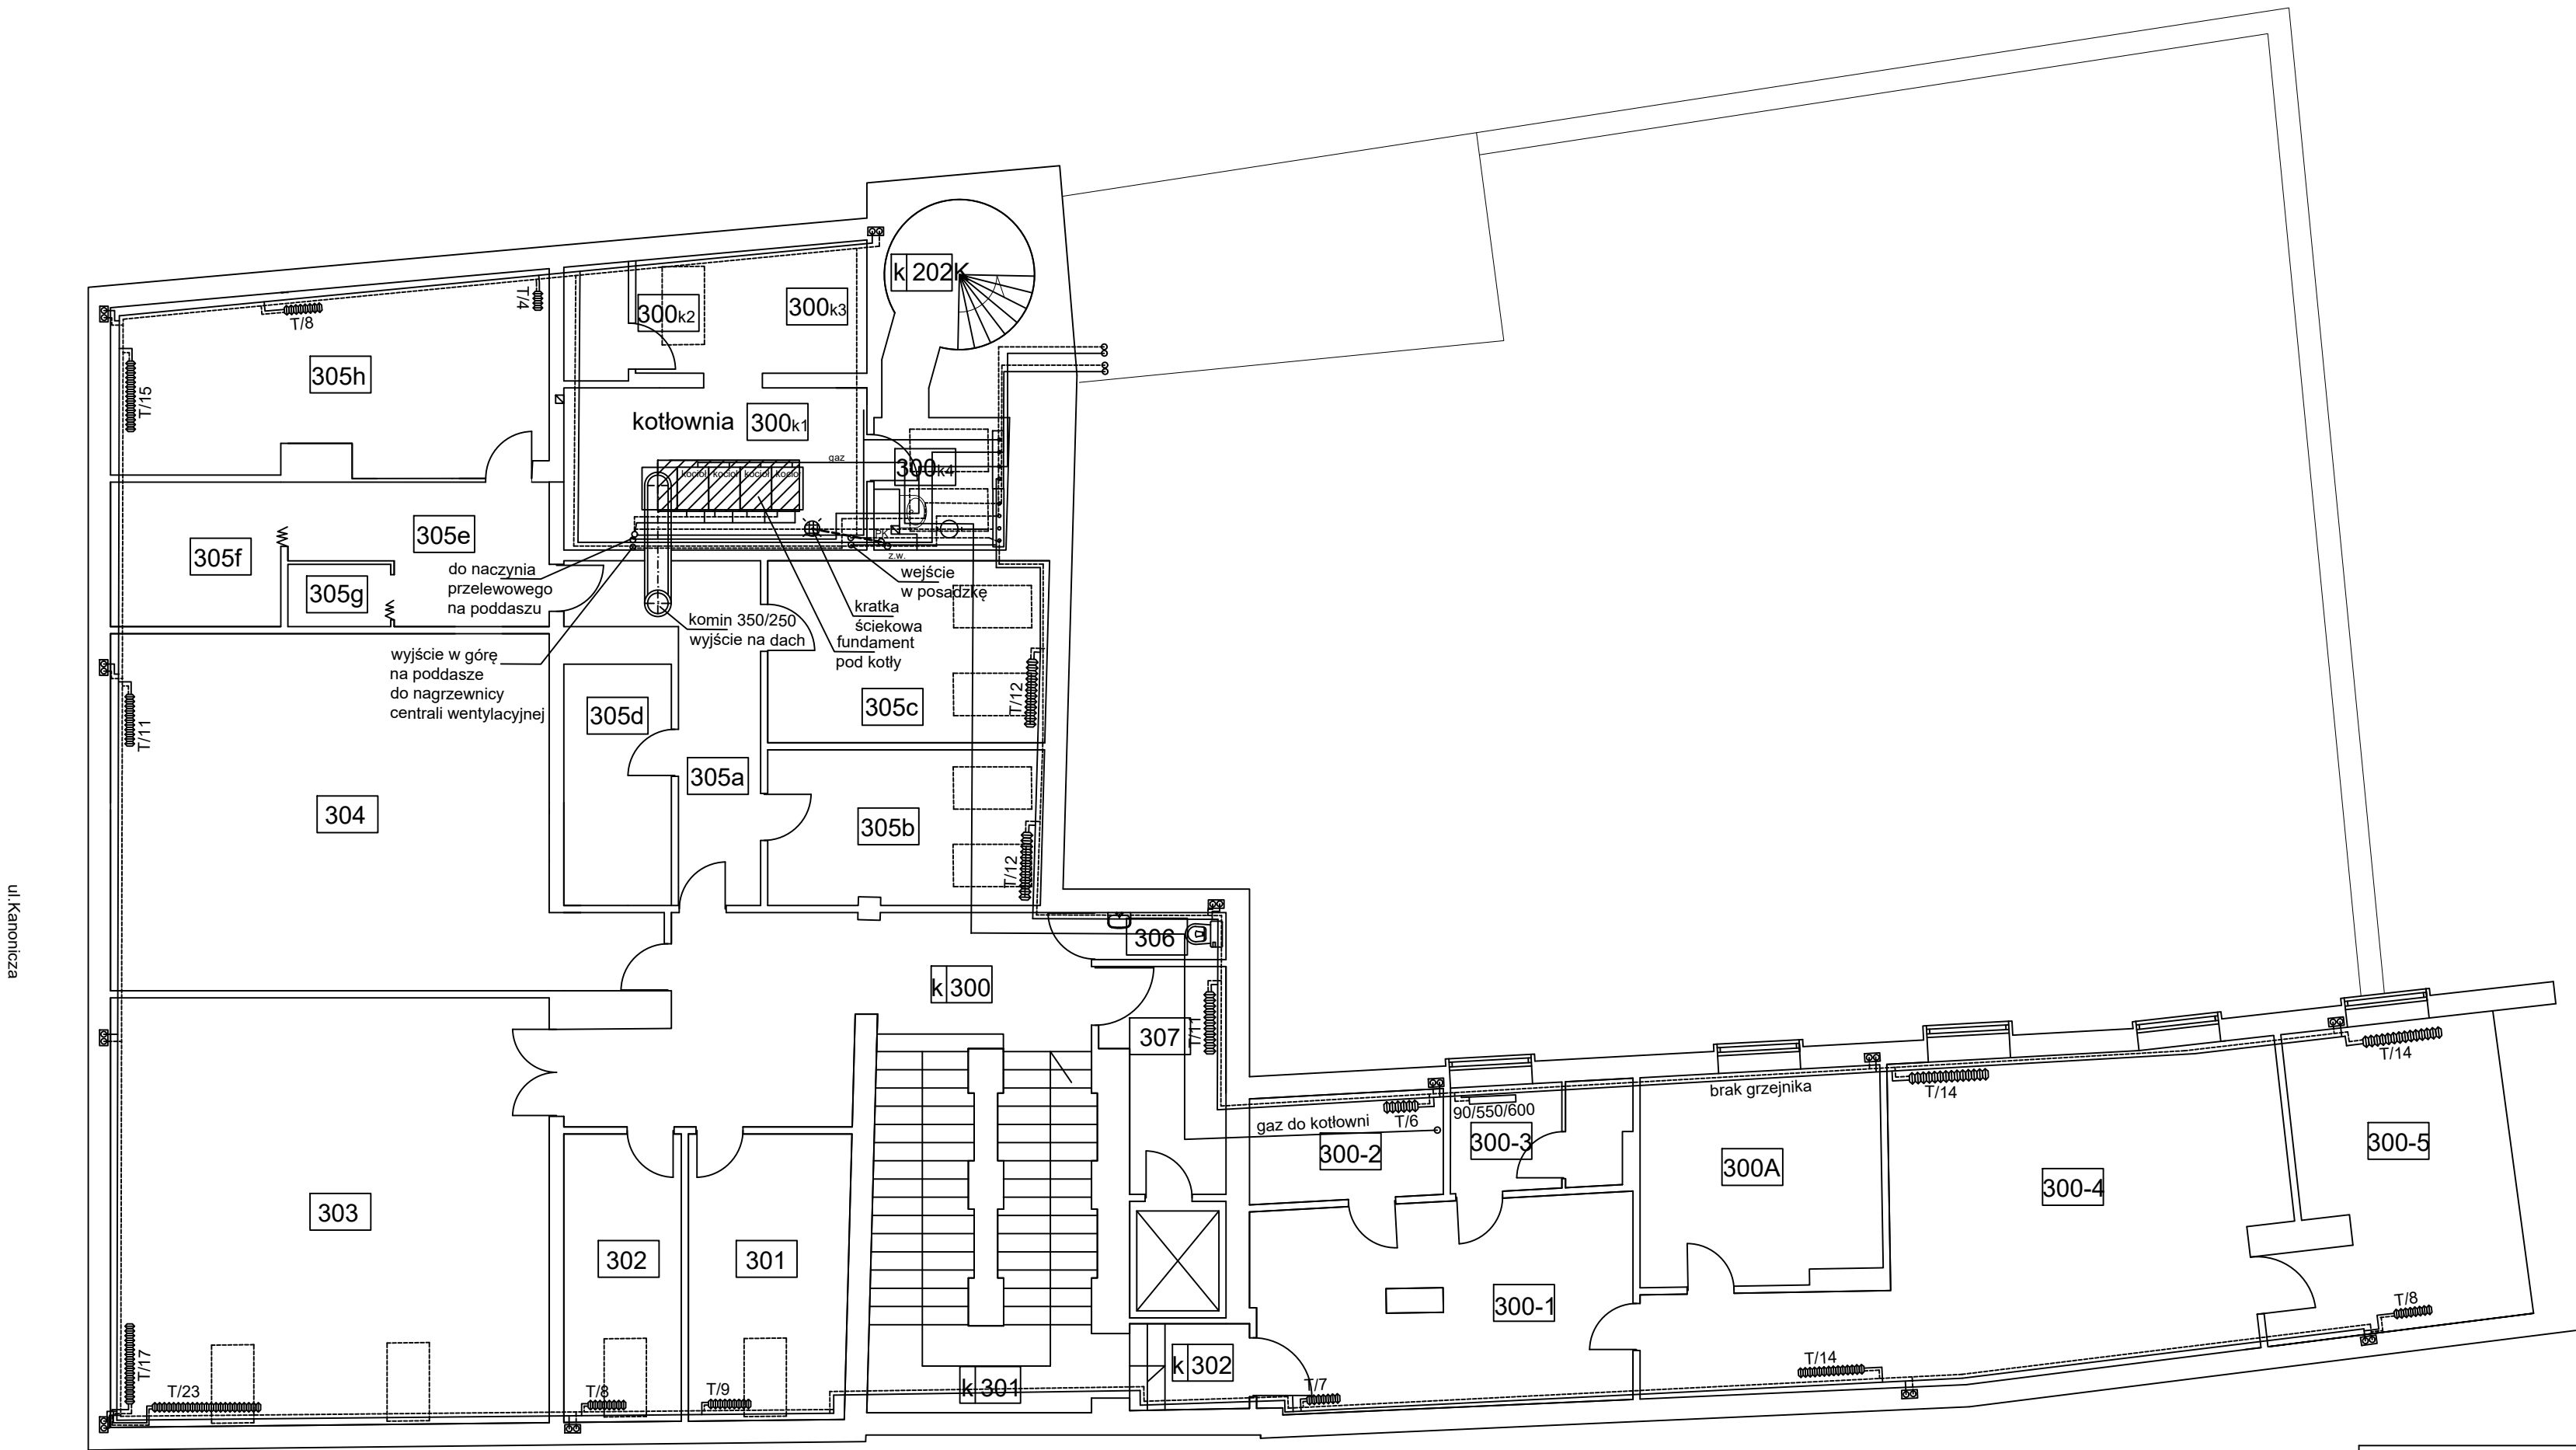 k 202K
300k2
300k3
T/4
T/8
305h
T/15
kotłownia
300k1
gaz
300k4
kocioł kocioł kocioł kocioł
305e
305f
305g
z.w.
do naczynia
przelewowego
na poddaszu
wejście
w posadzkę
kratka
ściekowa
komin 350/250
wyjście na dach
fundament
pod kotły
wyjście w górę
na poddasze
do nagrzewnicy
centrali wentylacyjnej
T/11
305d
305c
T/12
305a
304
305b
T/12
ul.Kanonicza
306
k 300
307
T/11
T/14
brak grzejnika
T/14
90/550/600
T/6
gaz do kotłowni
300-2
300-3
300A
300-5
300-4
303
302
301
300-1
T/8
T/14
k 302
T/17
T/23
T/8
T/9
k 301
T/7